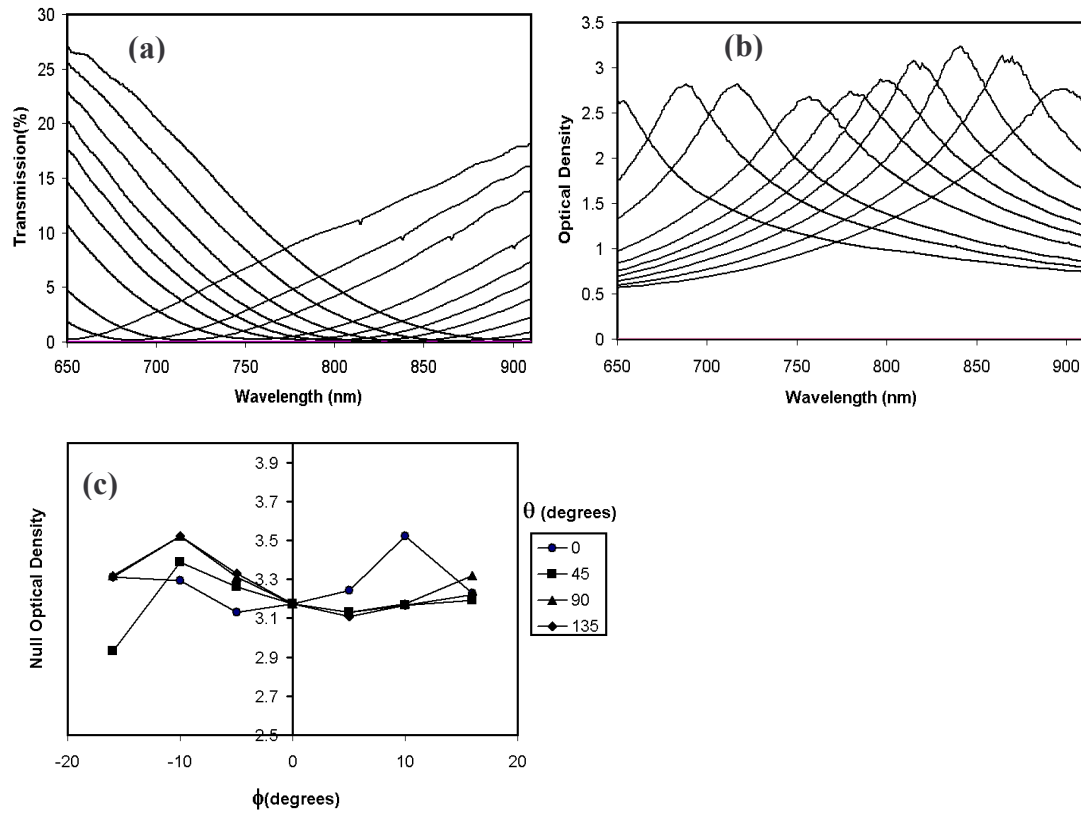 (a)
Transmission(%)
30
25
20
15
10
5
0
650 700 750 800 850 900
Wavelength (nm)
(b)
Optical Density
3.5
3
2.5
2
1.5
1
0.5
0
650 700 750 800 850 900
Wavelength (nm)
(c)
Null Optical Density
3.9
3.7
3.5
3.3
3.1
2.9
2.7
2.5
-20 -10 0 10 20
ϕ(degrees)
θ (degrees)
0
45
90
135